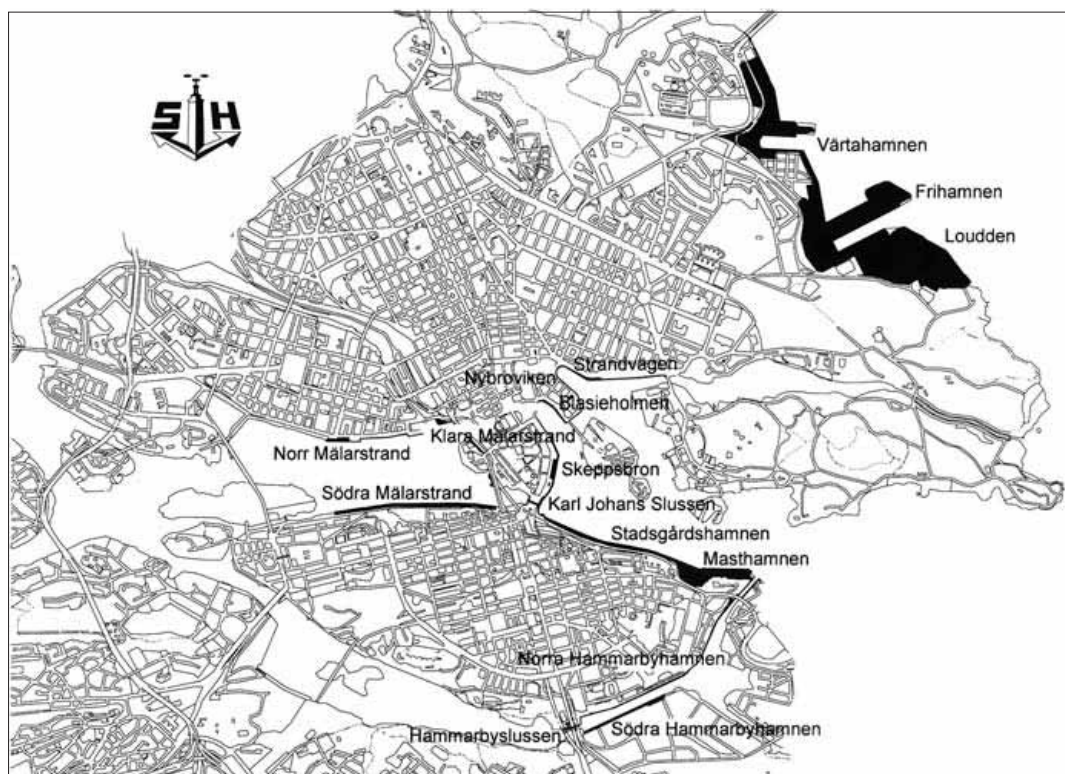 S H
Värtahamnen
Frihamnen
Loudden
Strandvägen
Nybroviken
Blasieholmen
Klara Mälarstrand
Norr Mälarstrand
Skeppsbron
Södra Mälarstrand
Karl Johans Slussen
Stadsgårdshamnen
Masthamnen
Norra Hammarbyhamnen
Södra Hammarbyhamnen
Hammarbyslussen